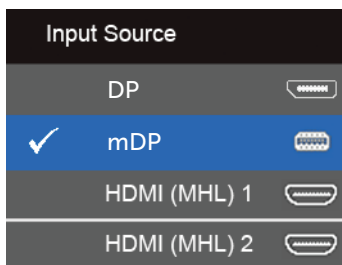 Input Source
DP
mDP
HDMI (MHL) 1
HDMI (MHL) 2